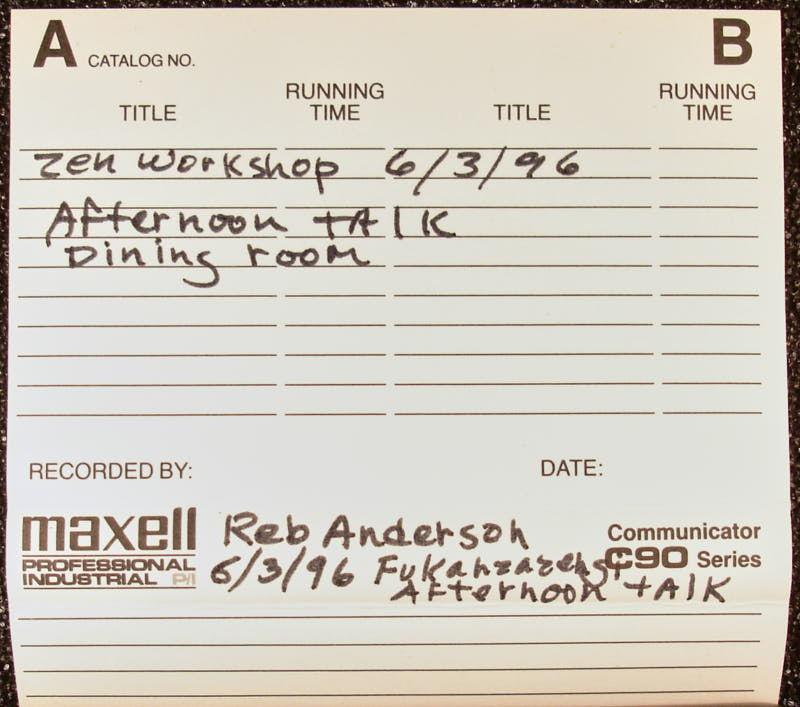 A CATALOG NO. B
TITLE RUNNING TIME TITLE RUNNING TIME
Zen Workshop 6/3/96
Afternoon tAlk
Dining room
RECORDED BY: DATE:
maxell Reb Anderson Communicator
PROFESSIONAL INDUSTRIAL P/I 6/3/96 Fukanzazengi C90 Series
Afternoon tAlk